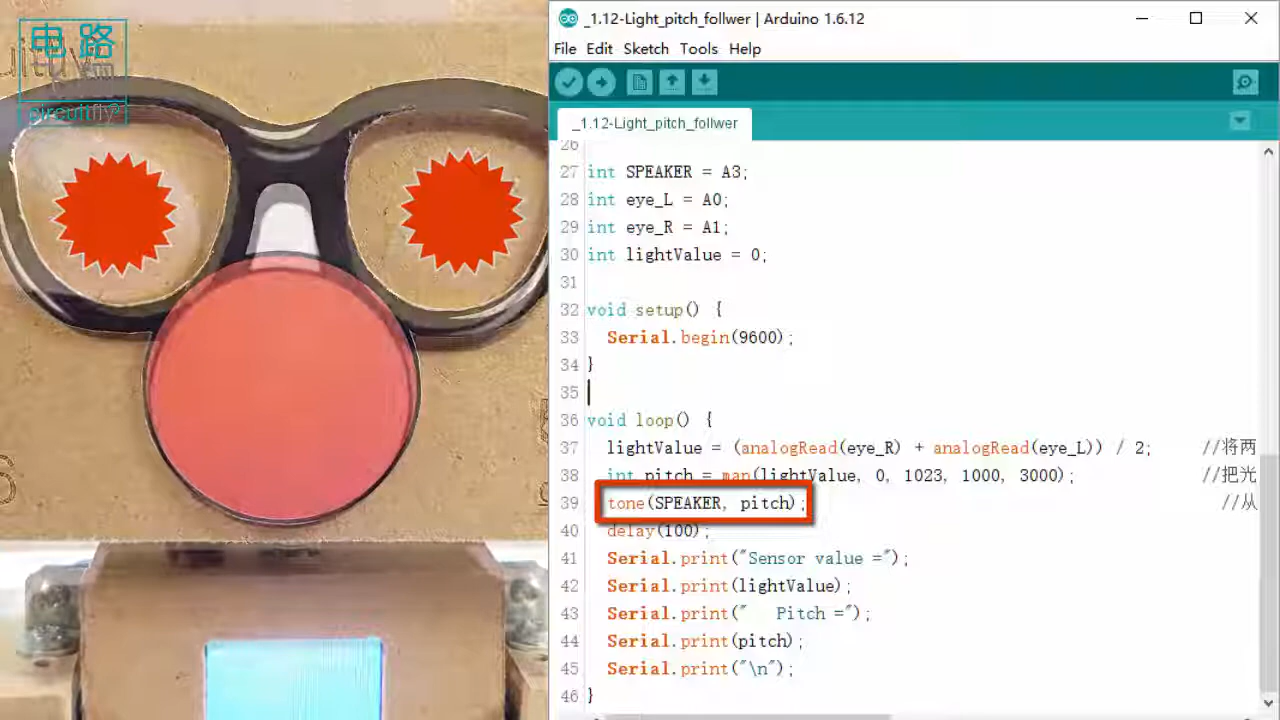 电路
circuitfly®
_1.12-Light_pitch_follwer | Arduino 1.6.12
File Edit Sketch Tools Help
_1.12-Light_pitch_follwer
26
27 int SPEAKER = A3;
28 int eye_L = A0;
29 int eye_R = A1;
30 int lightValue = 0;
31
32 void setup() {
33 Serial.begin(9600);
34 }
35
36 void loop() {
37 lightValue = (analogRead(eye_R) + analogRead(eye_L)) / 2; //将两
38 int pitch = map(lightValue, 0, 1023, 1000, 3000); //把光
39 tone(SPEAKER, pitch); //从
40 delay(100);
41 Serial.print("Sensor value =");
42 Serial.print(lightValue);
43 Serial.print("   Pitch =");
44 Serial.print(pitch);
45 Serial.print("\n");
46 }